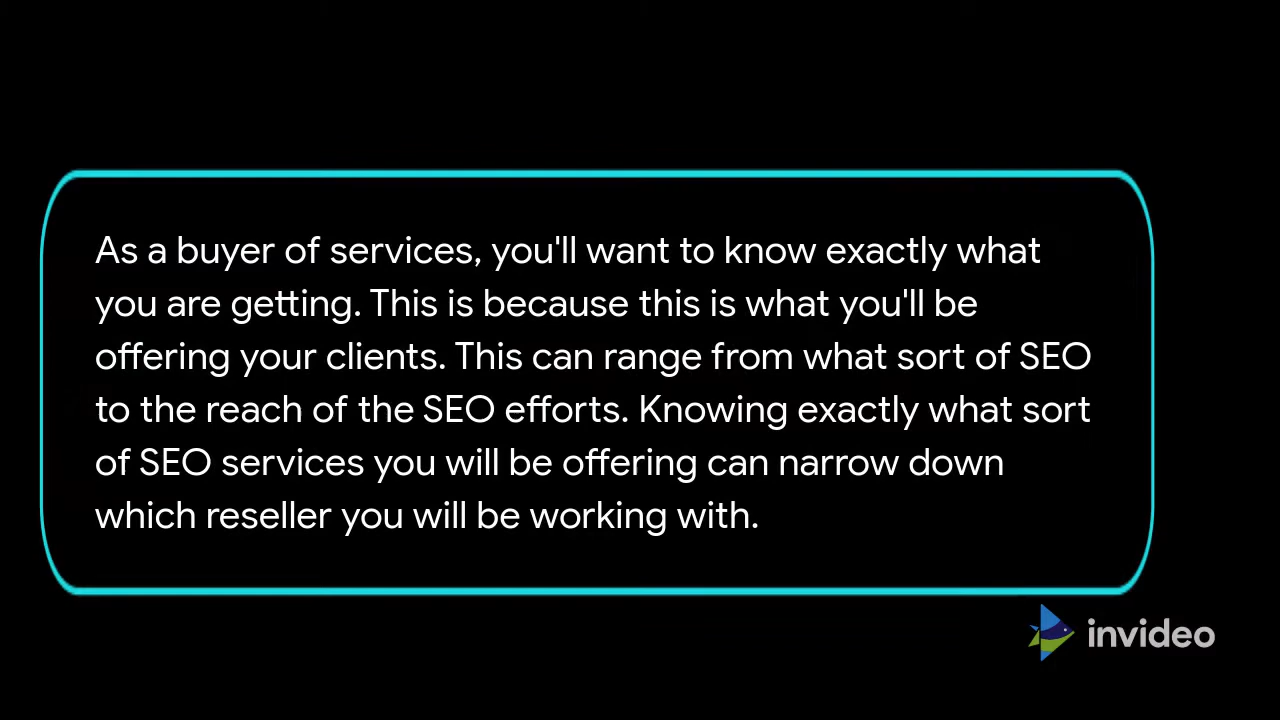 As a buyer of services, you'll want to know exactly what
you are getting. This is because this is what you'll be
offering your clients. This can range from what sort of SEO
to the reach of the SEO efforts. Knowing exactly what sort
of SEO services you will be offering can narrow down
which reseller you will be working with.
invideo